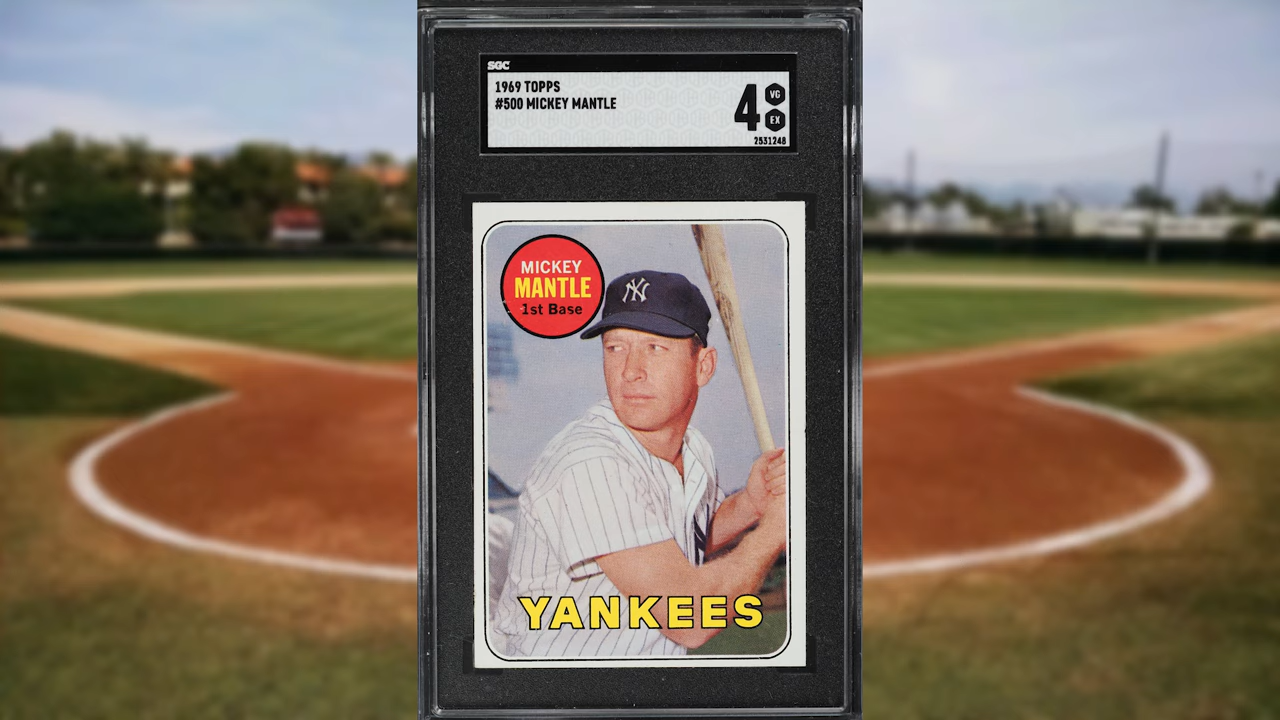 SGC
1969 TOPPS
#500 MICKEY MANTLE
4
VG
EX
2531248
MICKEY
MANTLE
1st Base
NY
YANKEES